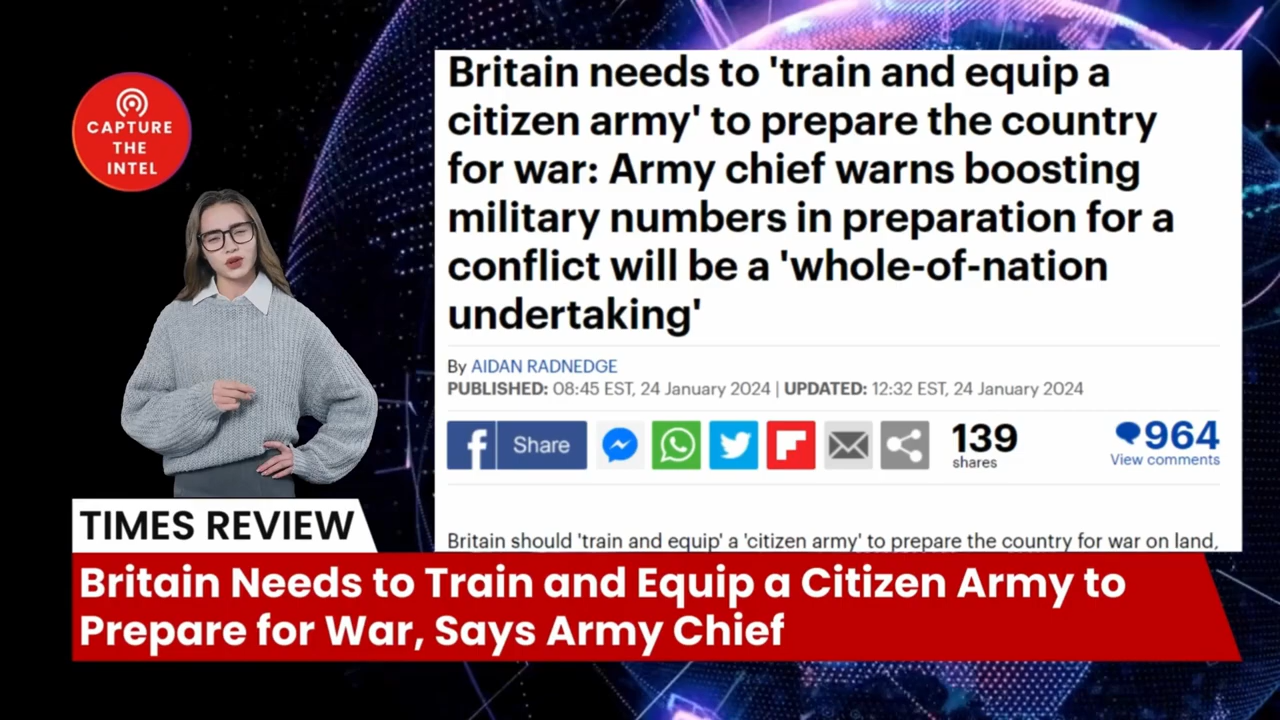 CAPTURE
THE
INTEL
Britain needs to 'train and equip a
citizen army' to prepare the country
for war: Army chief warns boosting
military numbers in preparation for a
conflict will be a 'whole-of-nation
undertaking'
By AIDAN RADNEDGE
PUBLISHED: 08:45 EST, 24 January 2024 | UPDATED: 12:32 EST, 24 January 2024
f Share
139
shares
964
View comments
Britain should 'train and equip' a 'citizen army' to prepare the country for war on land,
TIMES REVIEW
Britain Needs to Train and Equip a Citizen Army to
Prepare for War, Says Army Chief